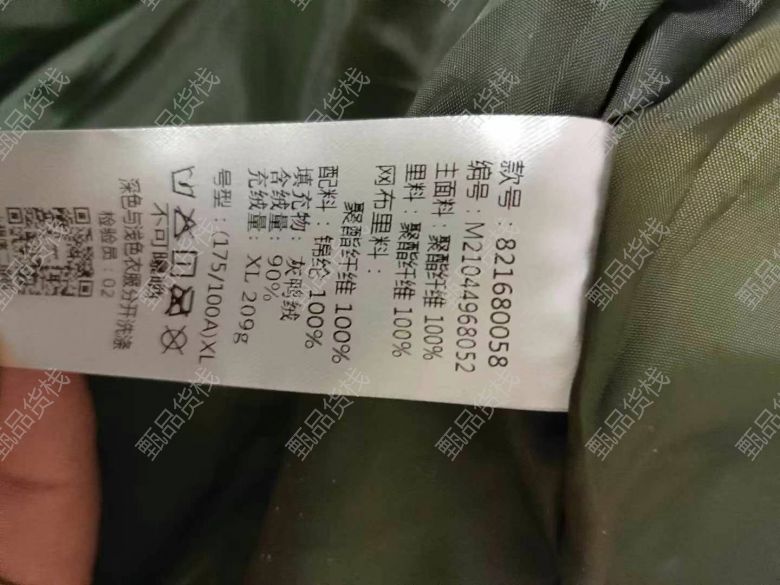 款号：821680058
编号：M21044968052
主面料：聚酯纤维 100%
里料：聚酯纤维 100%
网布里料：
聚酯纤维 100%
配料：锦纶 100%
填充物：灰鸭绒
含绒量：90%
充绒量：XL 209g
号型：(175/100A)XL
不可曝晒
深色与浅色衣服分开洗涤
检验员：02
甄品货栈